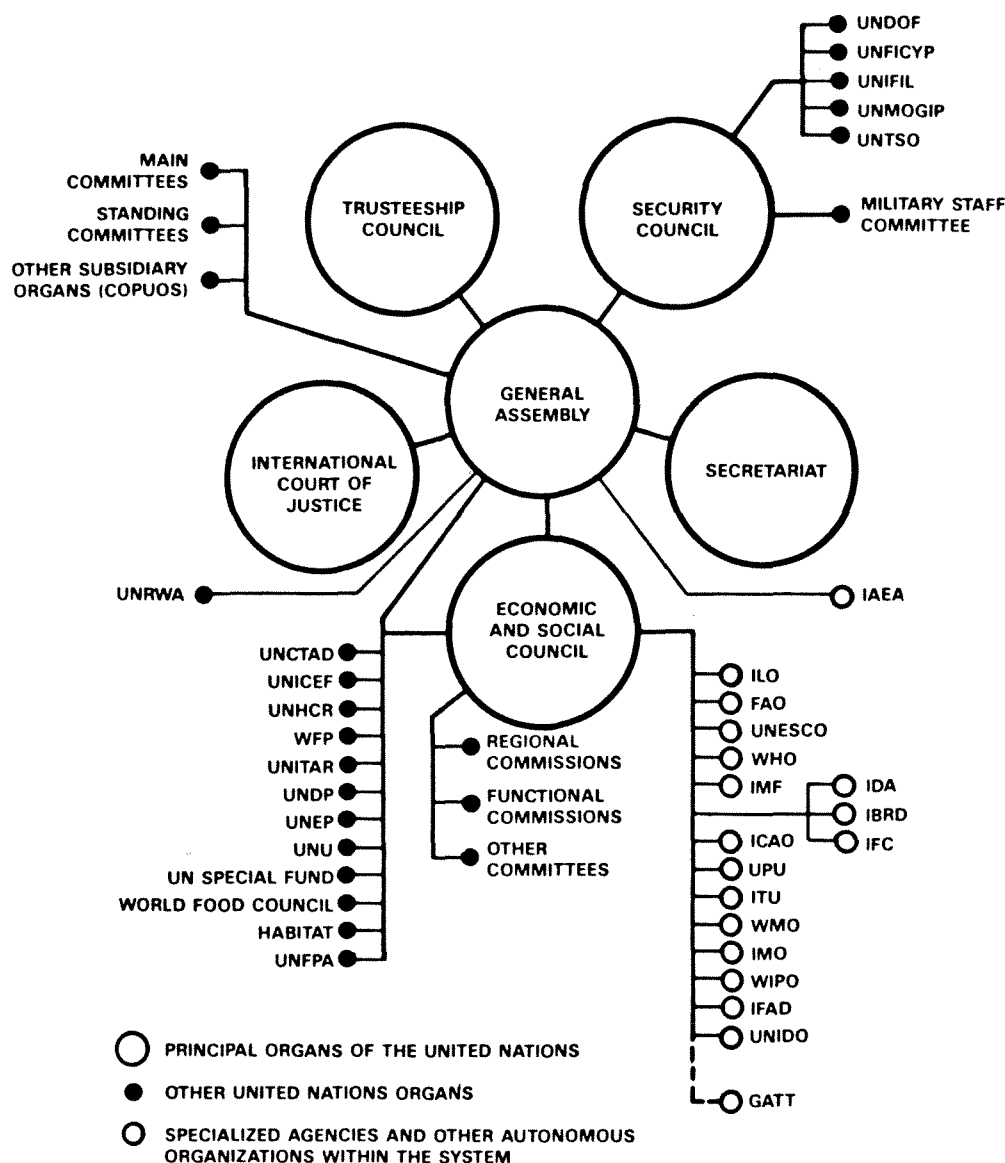 UNDOF
UNFICYP
UNIFIL
UNMOGIP
UNTSO
MAIN
COMMITTEES
STANDING
COMMITTEES
OTHER SUBSIDIARY
ORGANS (COPUOS)
TRUSTEESHIP
COUNCIL
SECURITY
COUNCIL
MILITARY STAFF
COMMITTEE
GENERAL
ASSEMBLY
INTERNATIONAL
COURT OF
JUSTICE
SECRETARIAT
UNRWA
IAEA
ECONOMIC
AND SOCIAL
COUNCIL
UNCTAD
UNICEF
UNHCR
WFP
UNITAR
UNDP
UNEP
UNU
UN SPECIAL FUND
WORLD FOOD COUNCIL
HABITAT
UNFPA
REGIONAL
COMMISSIONS
FUNCTIONAL
COMMISSIONS
OTHER
COMMITTEES
ILO
FAO
UNESCO
WHO
IMF
IDA
IBRD
IFC
ICAO
UPU
ITU
WMO
IMO
WIPO
IFAD
UNIDO
GATT
PRINCIPAL ORGANS OF THE UNITED NATIONS
OTHER UNITED NATIONS ORGANS
SPECIALIZED AGENCIES AND OTHER AUTONOMOUS
ORGANIZATIONS WITHIN THE SYSTEM